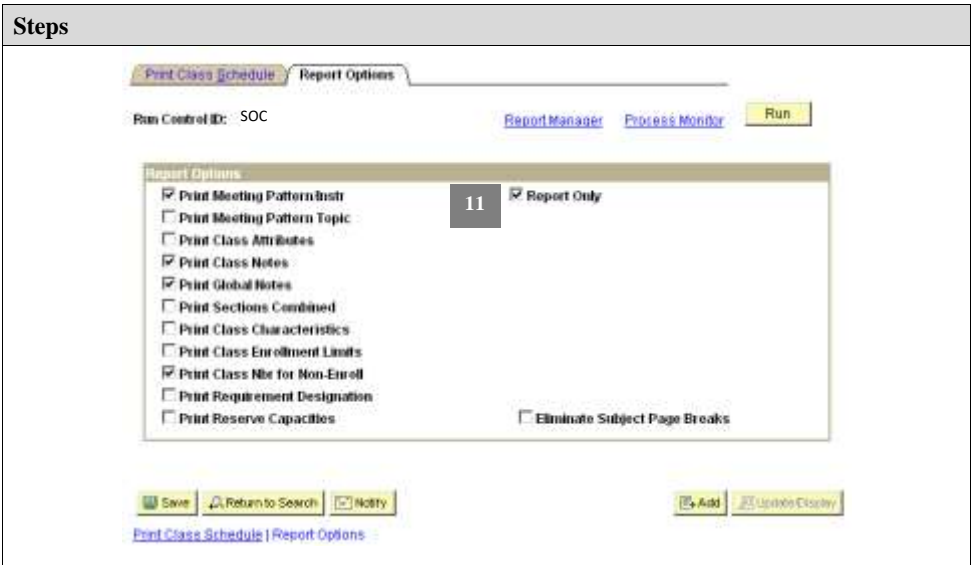 Steps
Print Class Schedule Report Options
Run Control ID: SOC Report Manager Process Monitor Run
Report Options
Print Meeting Pattern/Instr 11 Report Only
Print Meeting Pattern Topic
Print Class Attributes
Print Class Notes
Print Global Notes
Print Sections Combined
Print Class Characteristics
Print Class Enrollment Limits
Print Class Nbr for Non-Enroll
Print Requirement Designation
Print Reserve Capacities Eliminate Subject Page Breaks
Save Return to Search Notify Add Update/Display
Print Class Schedule | Report Options